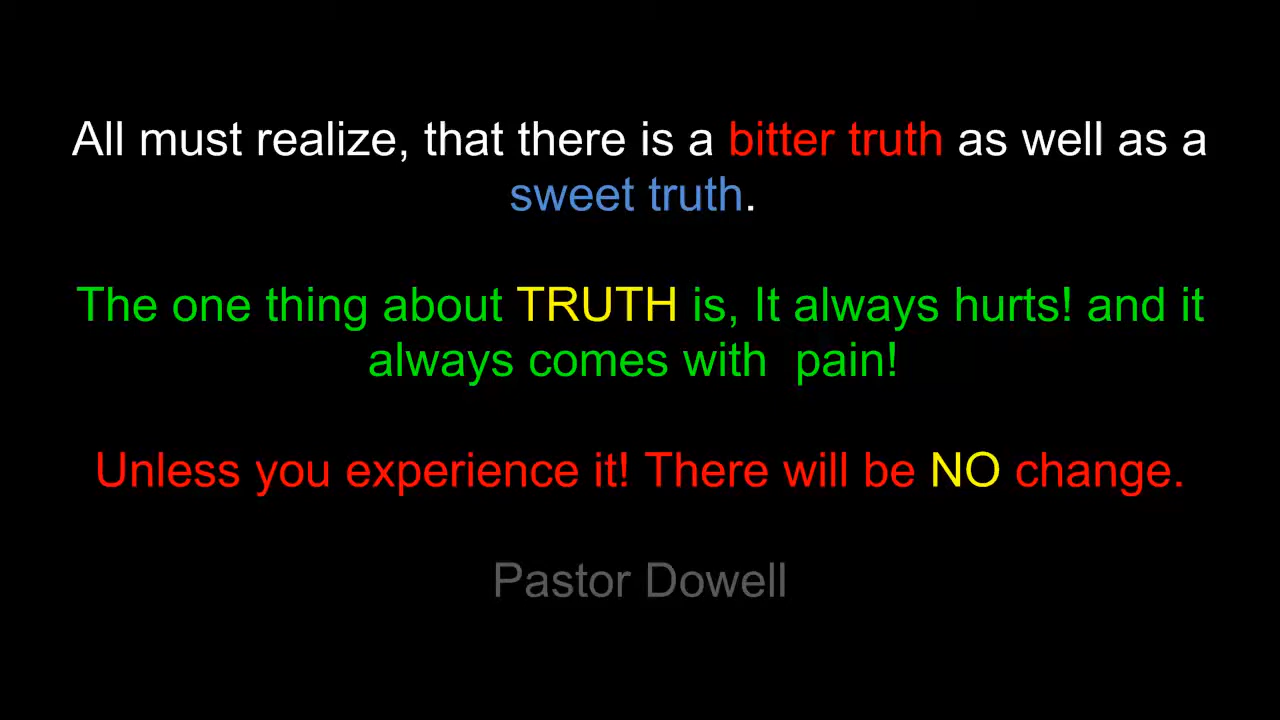 All must realize, that there is a bitter truth as well as a
sweet truth.
The one thing about TRUTH is, It always hurts! and it
always comes with  pain!
Unless you experience it! There will be NO change.
Pastor Dowell